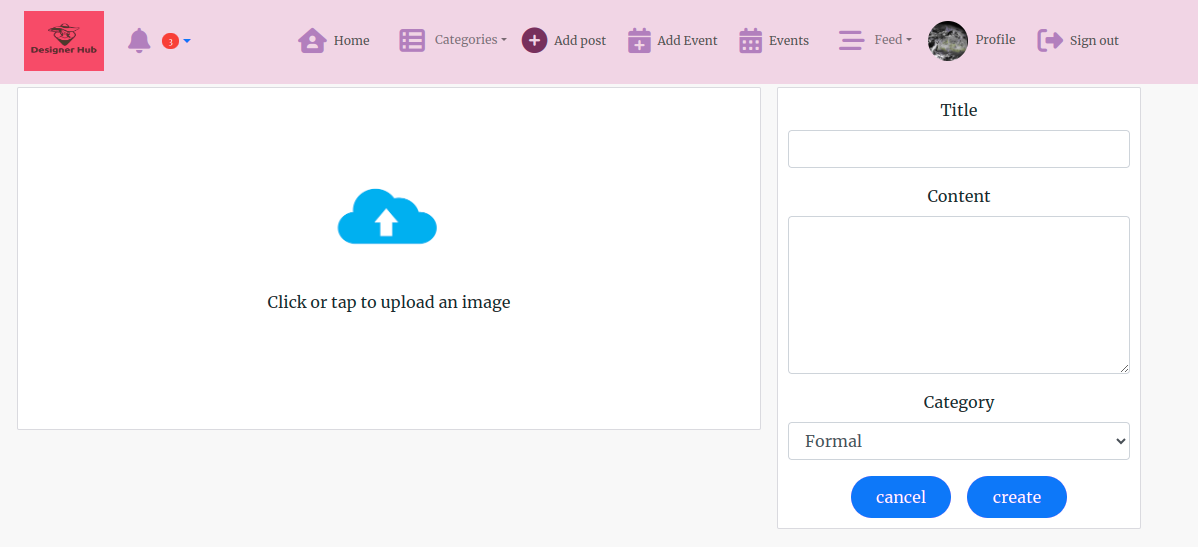 Designer Hub
3
Home
Categories
Add post
Add Event
Events
Feed
Profile
Sign out
Click or tap to upload an image
Title
Content
Category
Formal
cancel
create